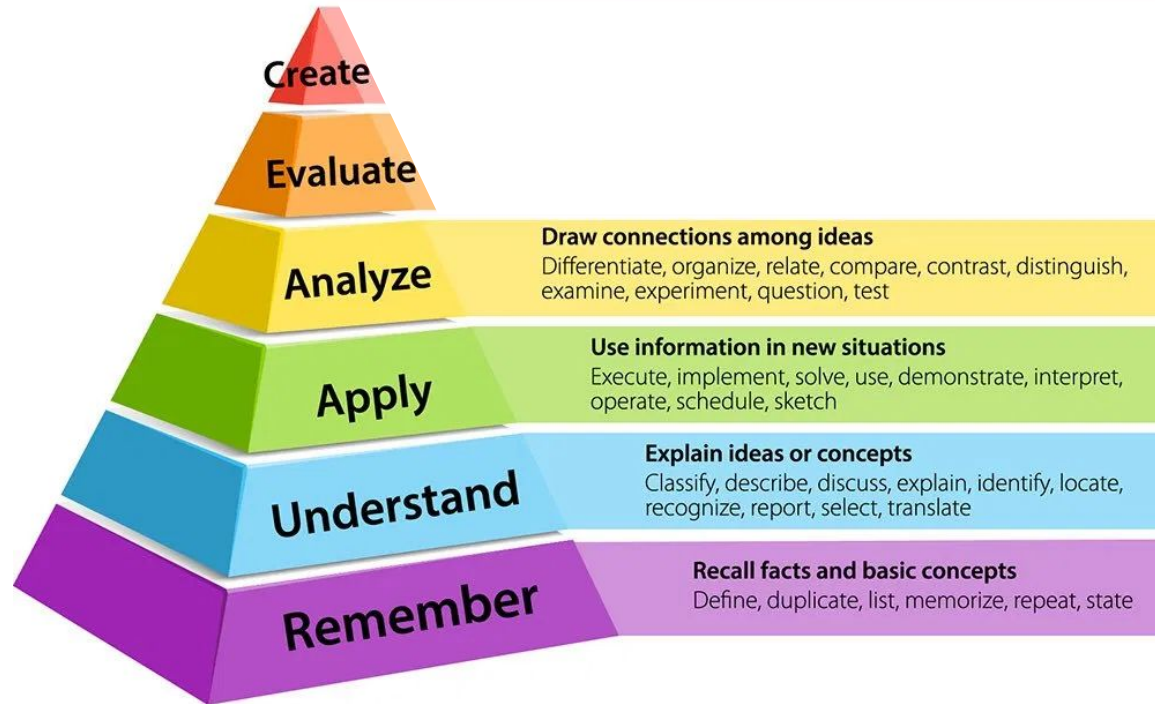 Create
Evaluate
Analyze
Draw connections among ideas
Differentiate, organize, relate, compare, contrast, distinguish,
examine, experiment, question, test
Apply
Use information in new situations
Execute, implement, solve, use, demonstrate, interpret,
operate, schedule, sketch
Understand
Explain ideas or concepts
Classify, describe, discuss, explain, identify, locate,
recognize, report, select, translate
Remember
Recall facts and basic concepts
Define, duplicate, list, memorize, repeat, state